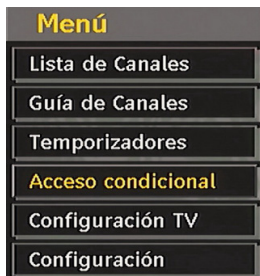 Menú
Lista de Canales
Guía de Canales
Temporizadores
Acceso condicional
Configuración TV
Configuración